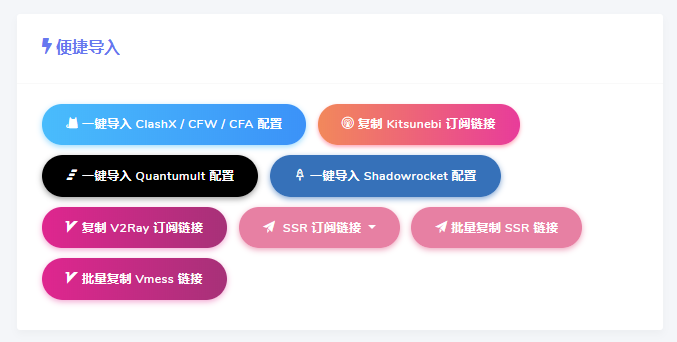 便捷导入
一键导入 ClashX / CFW / CFA 配置
复制 Kitsunebi 订阅链接
一键导入 Quantumult 配置
一键导入 Shadowrocket 配置
复制 V2Ray 订阅链接
SSR 订阅链接
批量复制 SSR 链接
批量复制 Vmess 链接